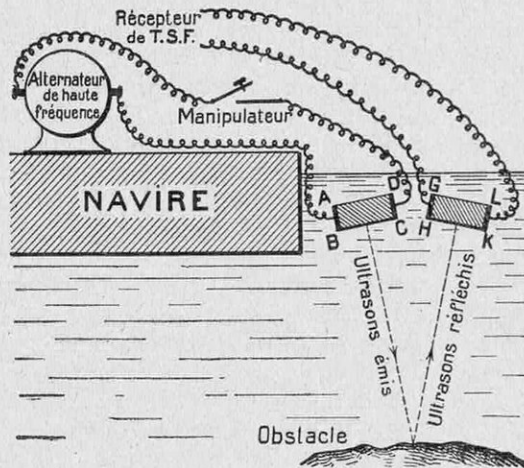 Récepteur
de T.S.F.
Alternateur
de haute
fréquence
Manipulateur
NAVIRE
A
B
D
C
G
H
L
K
Ultrasons émis
Ultrasons réfléchis
Obstacle